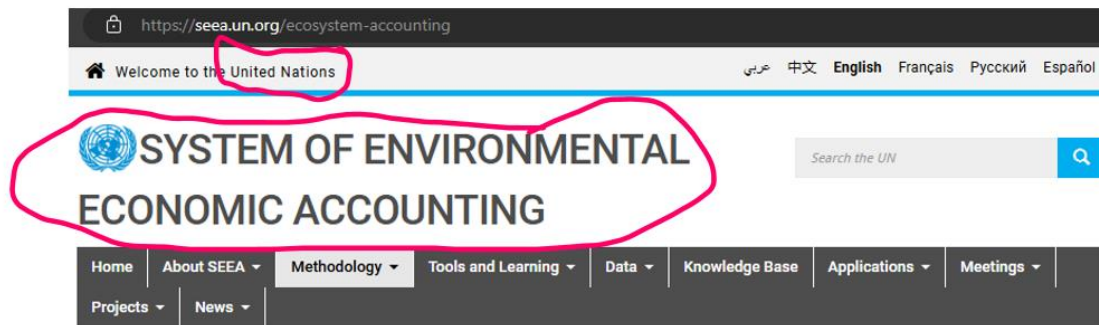 https://seea.un.org/ecosystem-accounting
Welcome to the United Nations
عربي 中文 English Français Русский Español
SYSTEM OF ENVIRONMENTAL
ECONOMIC ACCOUNTING
Search the UN
Home About SEEA Methodology Tools and Learning Data Knowledge Base Applications Meetings
Projects News